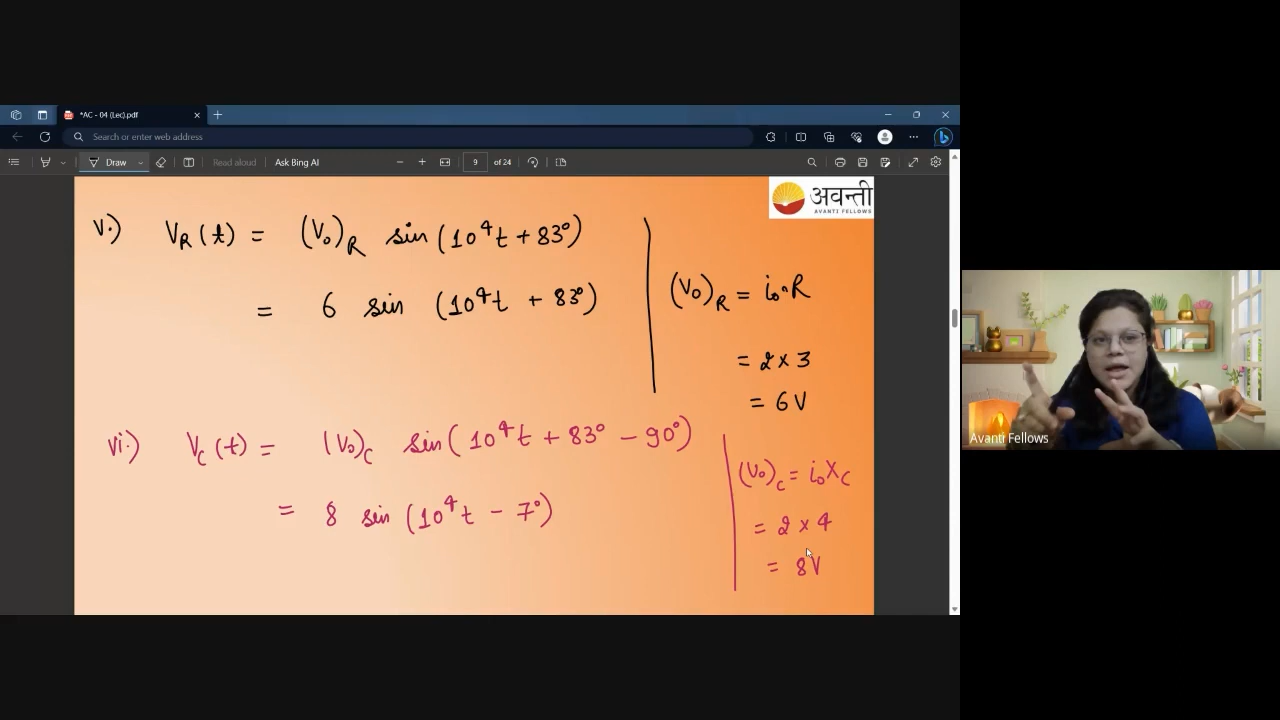 *AC - 04 (Lec).pdf
Search or enter web address
Draw
Read aloud
Ask Bing AI
9 of 24
अवन्ती
AVANTI FELLOWS
v.) V_R(t) = (V₀)_R sin(10⁴t + 83°)
= 6 sin (10⁴t + 83°)
(V₀)_R = i₀.R
= 2 × 3
= 6V
vi.) V_C(t) = (V₀)_C sin(10⁴t + 83° - 90°)
= 8 sin (10⁴t - 7°)
(V₀)_C = i₀X_C
= 2 × 4
= 8V
Avanti Fellows